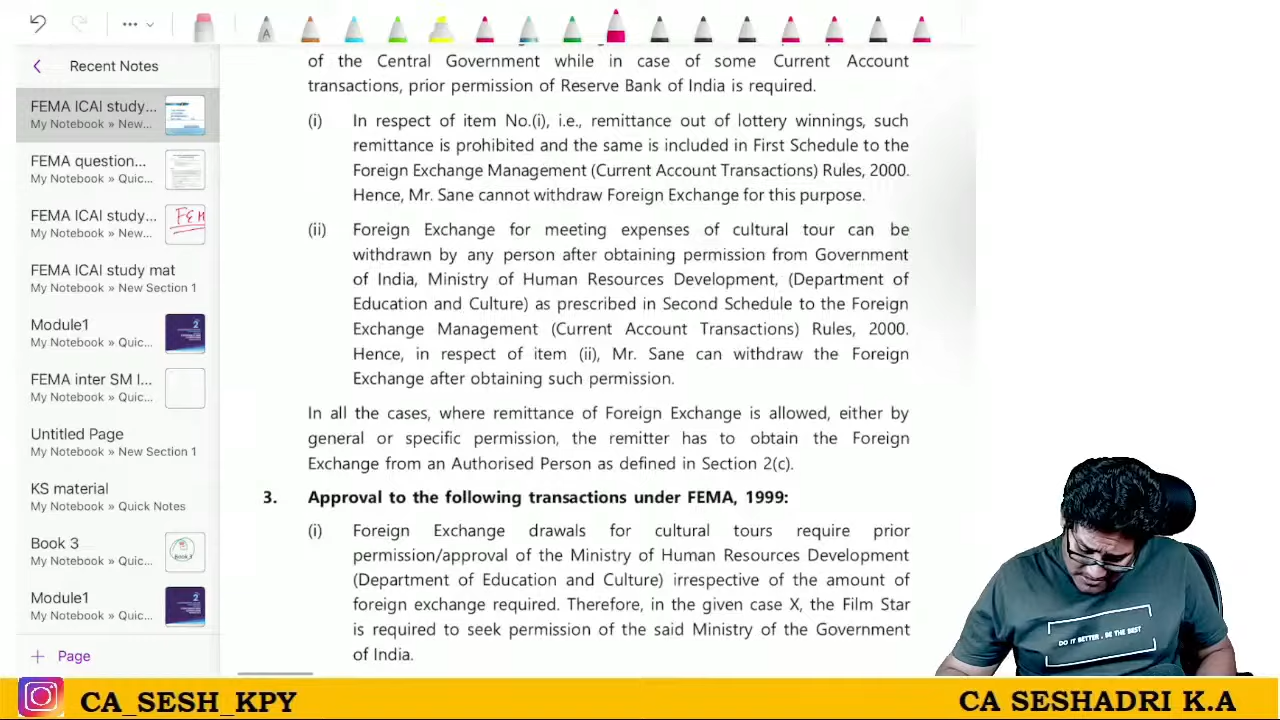 A
Recent Notes
FEMA ICAI study...
My Notebook » New...
FEMA question...
My Notebook » Quic...
FEMA ICAI study...
My Notebook » New...
FEM
FEMA ICAI study mat
My Notebook » New Section 1
Module1
My Notebook » Quic...
2
FEMA inter SM I...
My Notebook » Quic...
Untitled Page
My Notebook » New Section 1
KS material
My Notebook » Quick Notes
Book 3
My Notebook » Quic...
Book 3
Module1
My Notebook » Quic...
2
+ Page
of the Central Government while in case of some Current Account
transactions, prior permission of Reserve Bank of India is required.
(i) In respect of item No.(i), i.e., remittance out of lottery winnings, such
remittance is prohibited and the same is included in First Schedule to the
Foreign Exchange Management (Current Account Transactions) Rules, 2000.
Hence, Mr. Sane cannot withdraw Foreign Exchange for this purpose.
(ii) Foreign Exchange for meeting expenses of cultural tour can be
withdrawn by any person after obtaining permission from Government
of India, Ministry of Human Resources Development, (Department of
Education and Culture) as prescribed in Second Schedule to the Foreign
Exchange Management (Current Account Transactions) Rules, 2000.
Hence, in respect of item (ii), Mr. Sane can withdraw the Foreign
Exchange after obtaining such permission.
In all the cases, where remittance of Foreign Exchange is allowed, either by
general or specific permission, the remitter has to obtain the Foreign
Exchange from an Authorised Person as defined in Section 2(c).
3. Approval to the following transactions under FEMA, 1999:
(i) Foreign Exchange drawals for cultural tours require prior
permission/approval of the Ministry of Human Resources Development
(Department of Education and Culture) irrespective of the amount of
foreign exchange required. Therefore, in the given case X, the Film Star
is required to seek permission of the said Ministry of the Government
of India.
DO IT BETTER , BE THE BEST
CA_SESH_KPY
CA SESHADRI K.A